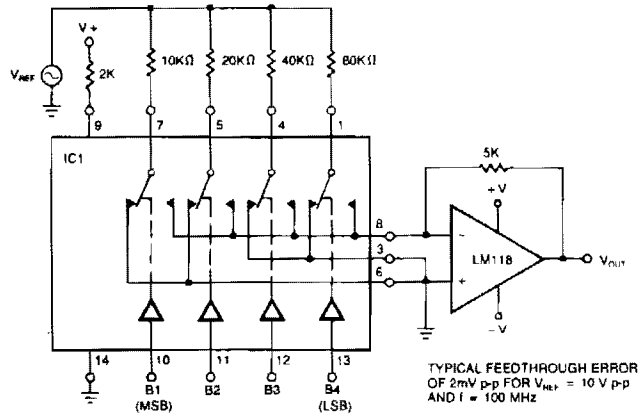 V+
VREF
2K
10KΩ
20KΩ
40KΩ
80KΩ
9
7
5
4
1
IC1
5K
+V
8
–
3
LM118
VOUT
6
+
–V
14
10
11
12
13
B1
(MSB)
B2
B3
B4
(LSB)
TYPICAL FEEDTHROUGH ERROR
OF 2mV p-p FOR VREF = 10 V p-p
AND f = 100 MHz